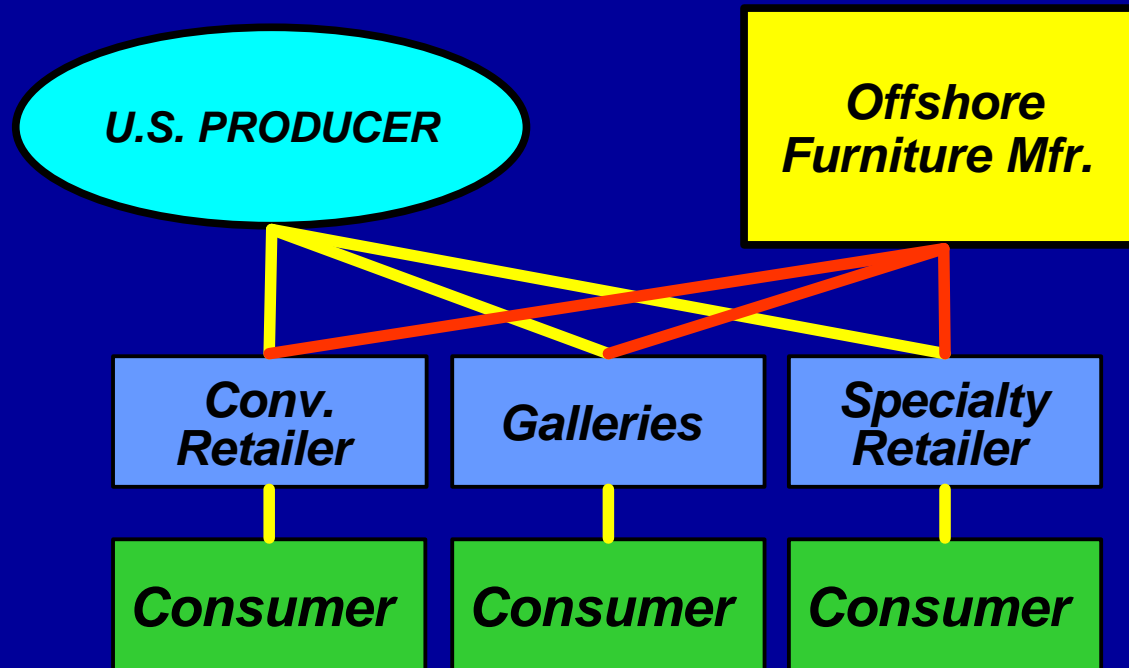 U.S. PRODUCER
Offshore
Furniture Mfr.
Conv.
Retailer
Galleries
Specialty
Retailer
Consumer
Consumer
Consumer